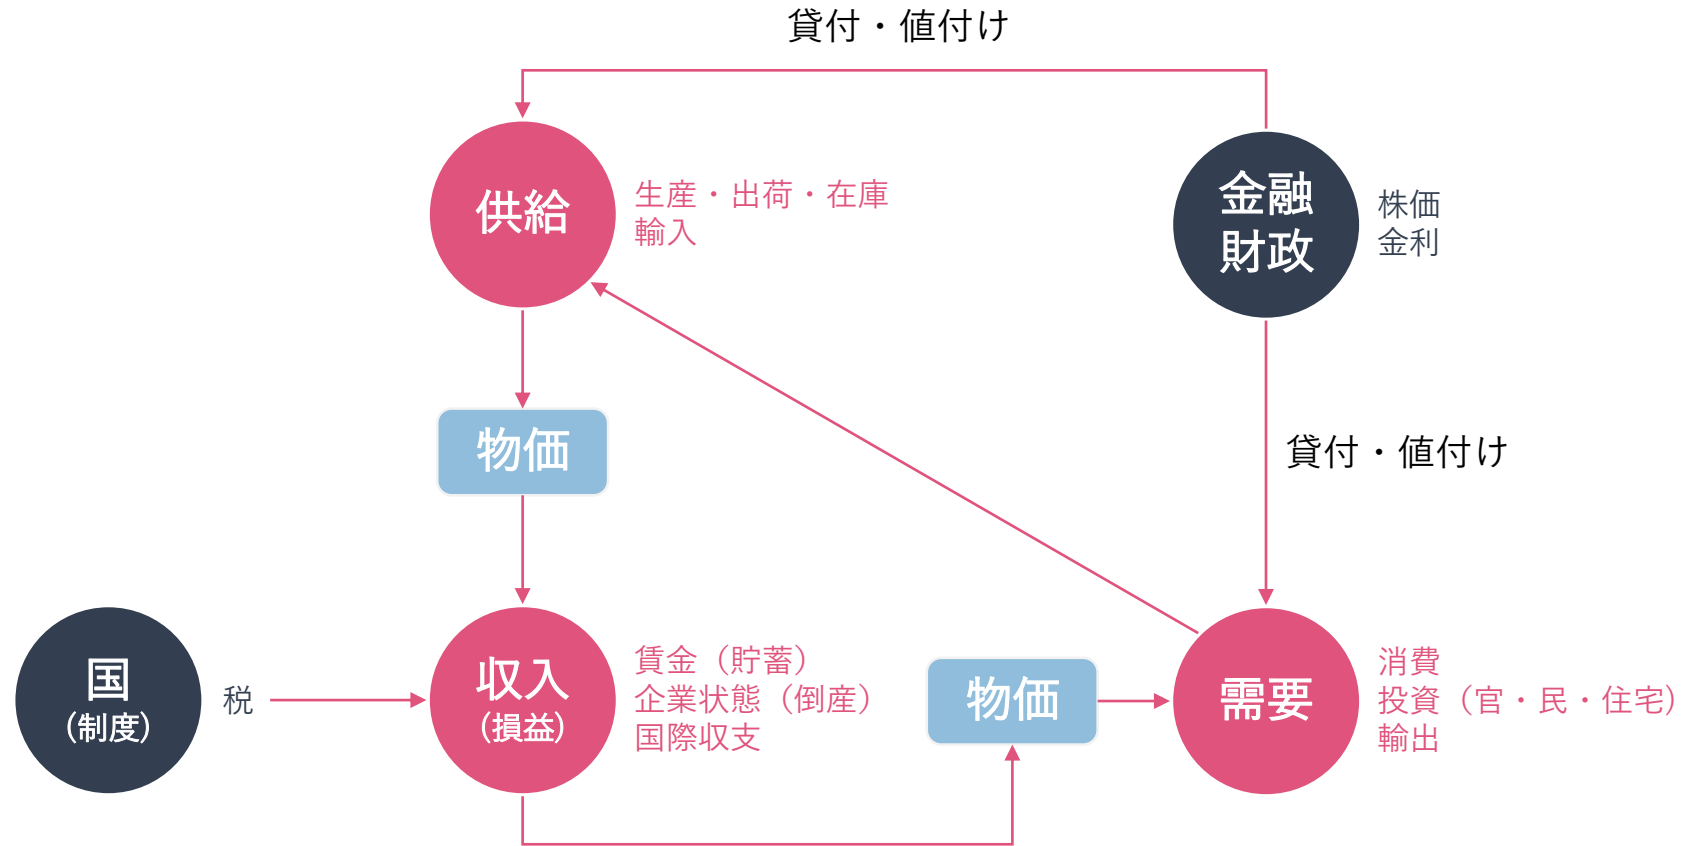 貸付・値付け
供給
生産・出荷・在庫
輸入
金融
財政
株価
金利
物価
貸付・値付け
国
（制度）
税
収入
（損益）
賃金（貯蓄）
企業状態（倒産）
国際収支
物価
需要
消費
投資（官・民・住宅）
輸出